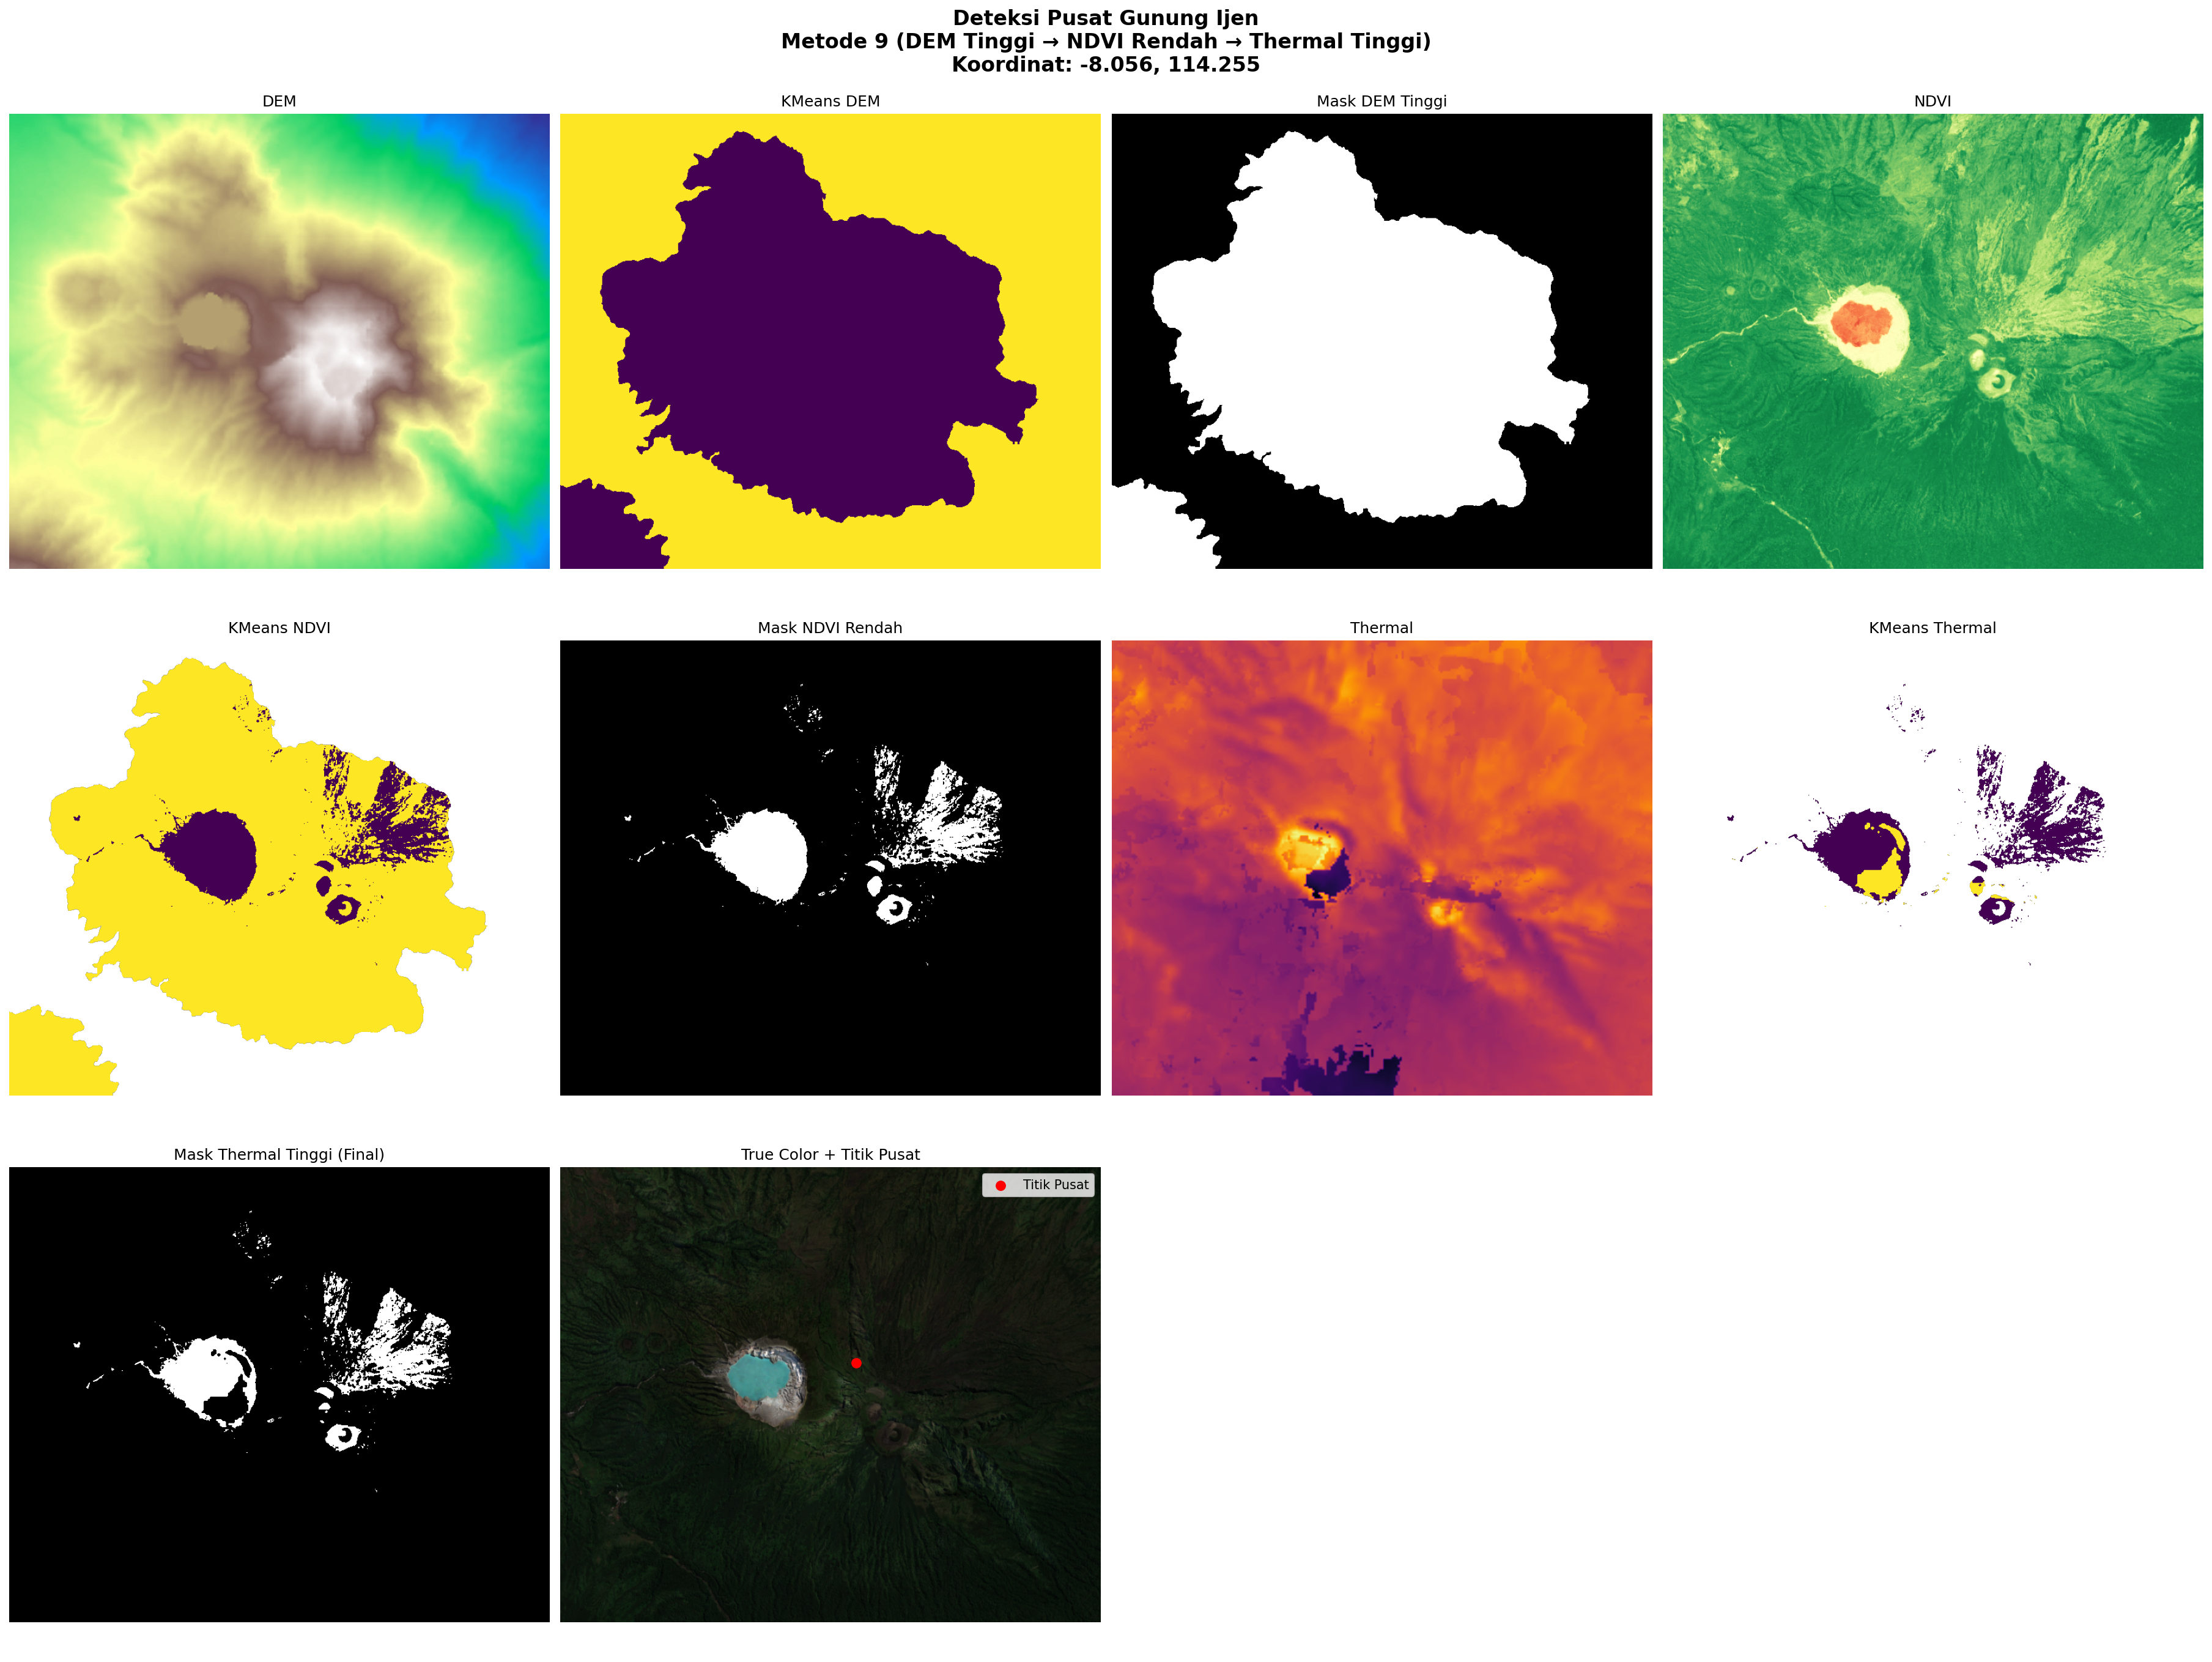 Deteksi Pusat Gunung Ijen
Metode 9 (DEM Tinggi → NDVI Rendah → Thermal Tinggi)
Koordinat: -8.056, 114.255
DEM
KMeans DEM
Mask DEM Tinggi
NDVI
KMeans NDVI
Mask NDVI Rendah
Thermal
KMeans Thermal
Mask Thermal Tinggi (Final)
True Color + Titik Pusat
Titik Pusat